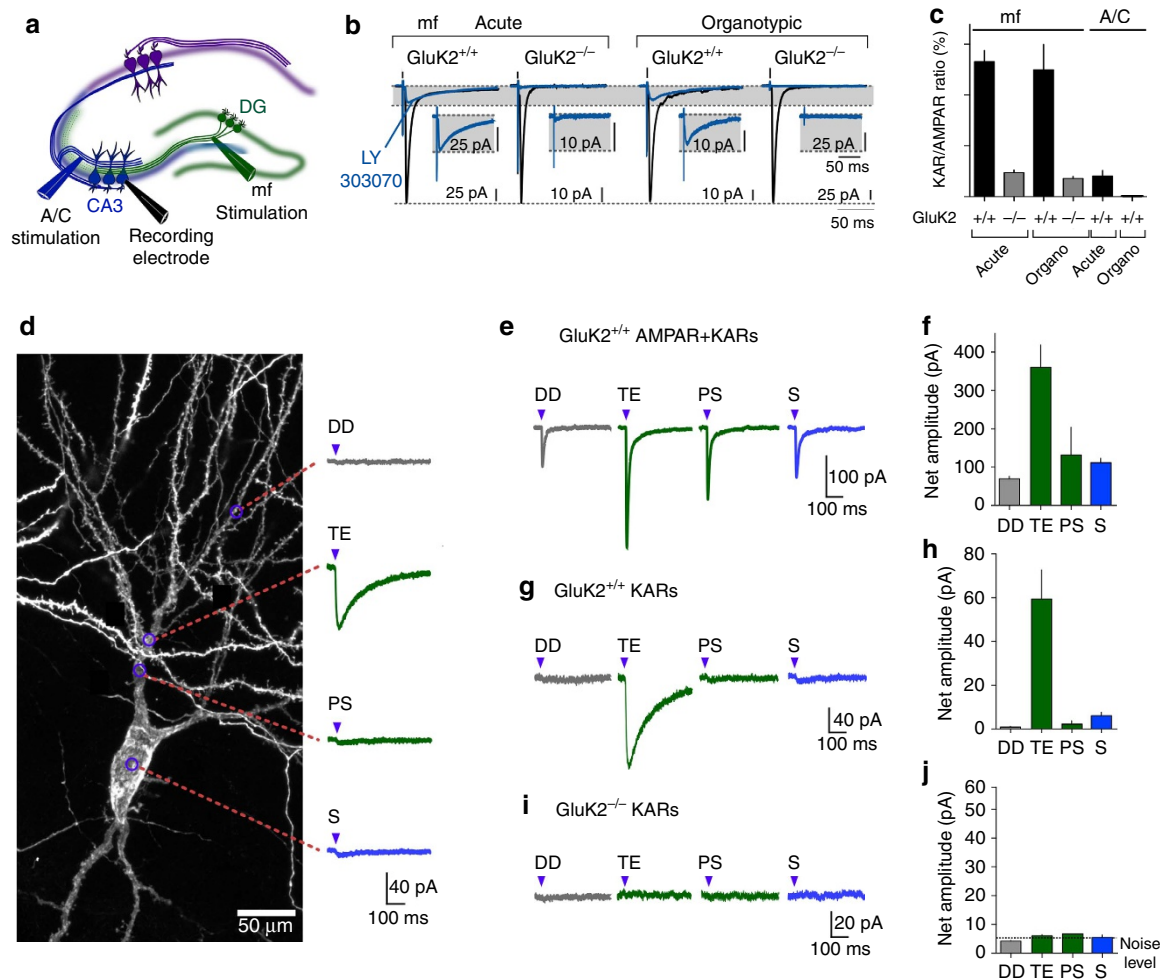 a
DG
CA3
mf
Stimulation
A/C
stimulation
Recording
electrode
b
mf Acute Organotypic
GluK2+/+ GluK2−/− GluK2+/+ GluK2−/−
LY
303070
25 pA 10 pA 10 pA 25 pA
50 ms
25 pA 10 pA 10 pA 25 pA
50 ms
c
mf A/C
KAR/AMPAR ratio (%)
GluK2 +/+ −/− +/+ −/− +/+ +/+
Acute Organo Acute Organo
d
DD
TE
PS
S
40 pA
100 ms
50 µm
e
GluK2+/+ AMPAR+KARs
DD TE PS S
100 pA
100 ms
f
Net amplitude (pA)
400
300
200
100
0
DD TE PS S
g
GluK2+/+ KARs
DD TE PS S
40 pA
100 ms
h
Net amplitude (pA)
80
60
40
20
0
DD TE PS S
i
GluK2−/− KARs
DD TE PS S
20 pA
100 ms
j
Net amplitude (pA)
60
50
40
30
20
10
0
Noise
level
DD TE PS S